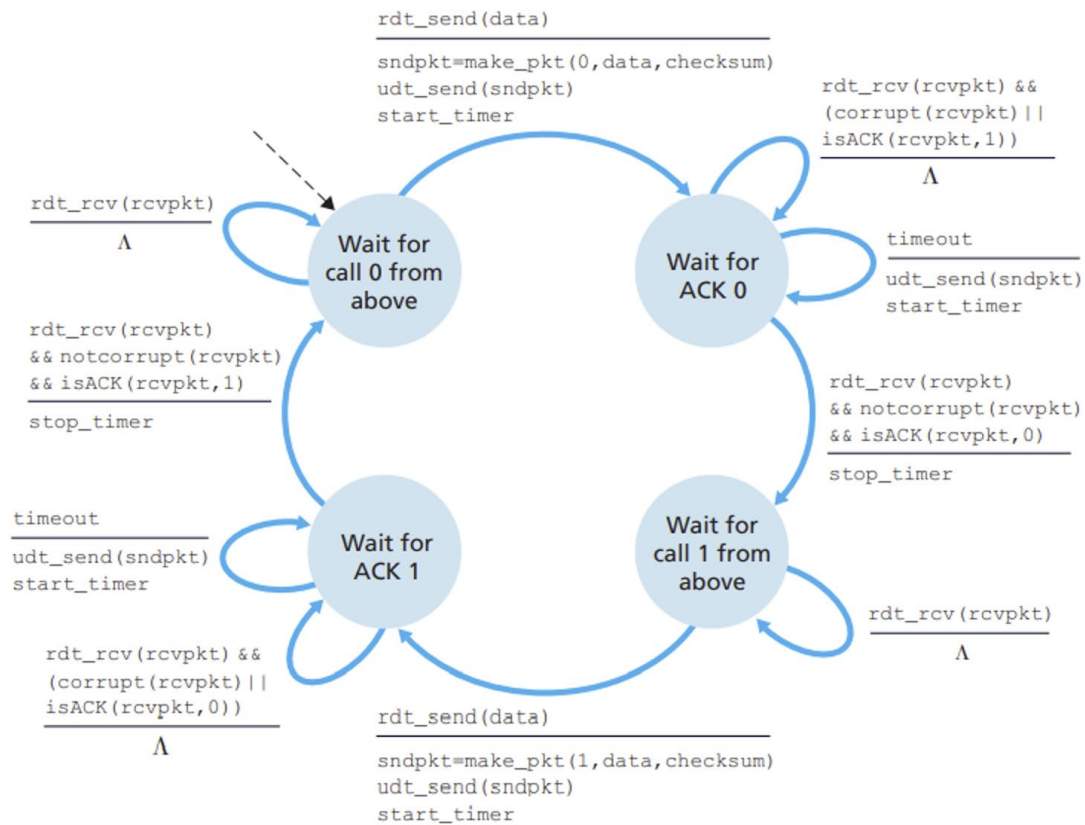 rdt_send(data)
sndpkt=make_pkt(0,data,checksum)
udt_send(sndpkt)
start_timer
rdt_rcv(rcvpkt) &&
(corrupt(rcvpkt)||
isACK(rcvpkt,1))
Λ
rdt_rcv(rcvpkt)
Λ
Wait for
call 0 from
above
Wait for
ACK 0
timeout
udt_send(sndpkt)
start_timer
rdt_rcv(rcvpkt)
&& notcorrupt(rcvpkt)
&& isACK(rcvpkt,1)
stop_timer
rdt_rcv(rcvpkt)
&& notcorrupt(rcvpkt)
&& isACK(rcvpkt,0)
stop_timer
timeout
udt_send(sndpkt)
start_timer
Wait for
ACK 1
Wait for
call 1 from
above
rdt_rcv(rcvpkt)
Λ
rdt_rcv(rcvpkt) &&
(corrupt(rcvpkt)||
isACK(rcvpkt,0))
Λ
rdt_send(data)
sndpkt=make_pkt(1,data,checksum)
udt_send(sndpkt)
start_timer